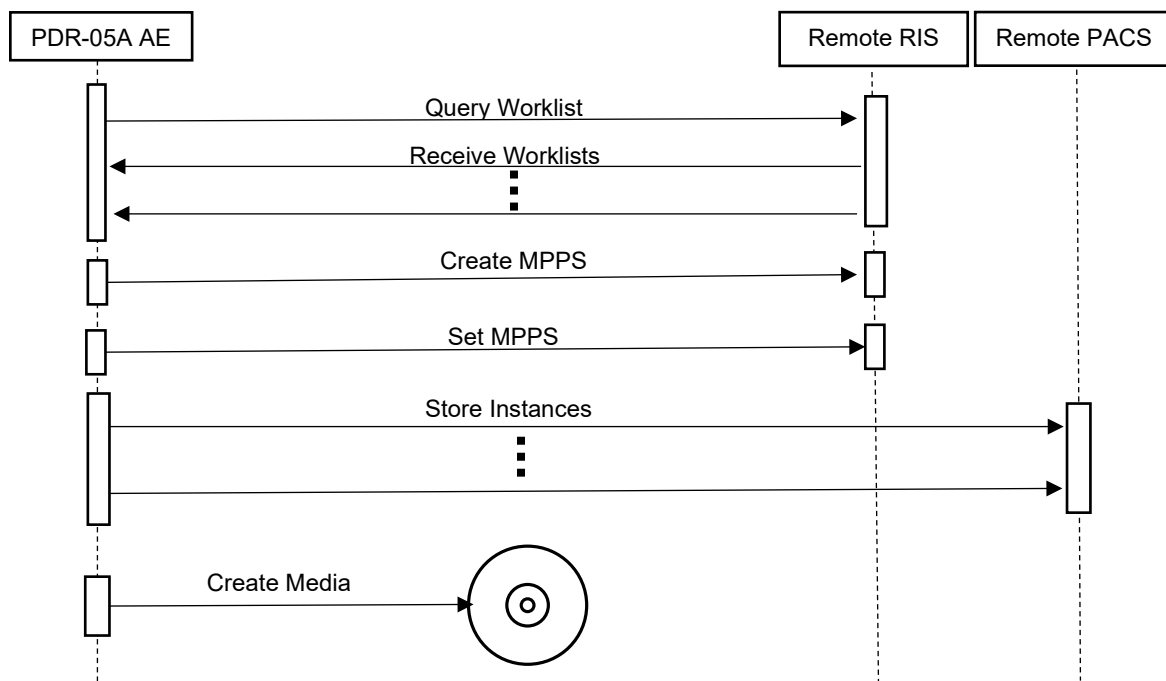 PDR-05A AE
Remote RIS
Remote PACS
Query Worklist
Receive Worklists
Create MPPS
Set MPPS
Store Instances
Create Media